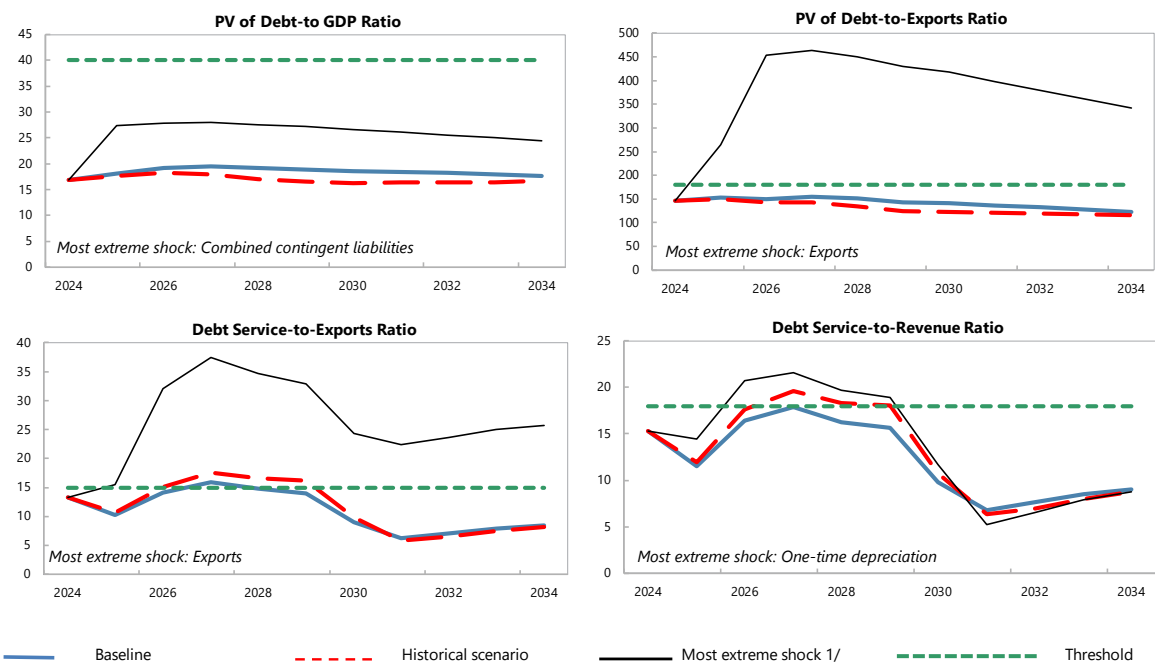 PV of Debt-to GDP Ratio
45
40
35
30
25
20
15
10
5
0
Most extreme shock: Combined contingent liabilities
2024 2026 2028 2030 2032 2034
PV of Debt-to-Exports Ratio
500
450
400
350
300
250
200
150
100
50
0
Most extreme shock: Exports
2024 2026 2028 2030 2032 2034
Debt Service-to-Exports Ratio
40
35
30
25
20
15
10
5
0
Most extreme shock: Exports
2024 2026 2028 2030 2032 2034
Debt Service-to-Revenue Ratio
25
20
15
10
5
0
Most extreme shock: One-time depreciation
2024 2026 2028 2030 2032 2034
Baseline Historical scenario Most extreme shock 1/ Threshold